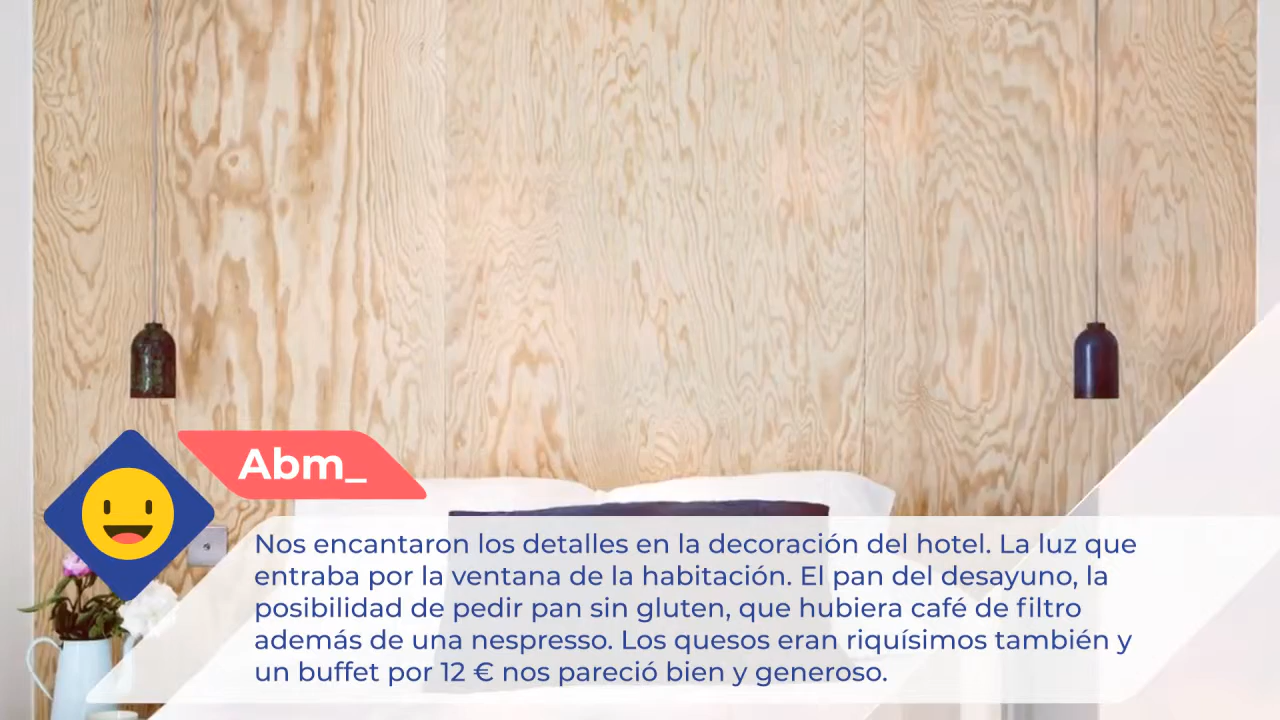 Abm_
Nos encantaron los detalles en la decoración del hotel. La luz que
entraba por la ventana de la habitación. El pan del desayuno, la
posibilidad de pedir pan sin gluten, que hubiera café de filtro
además de una nespresso. Los quesos eran riquísimos también y
un buffet por 12 € nos pareció bien y generoso.